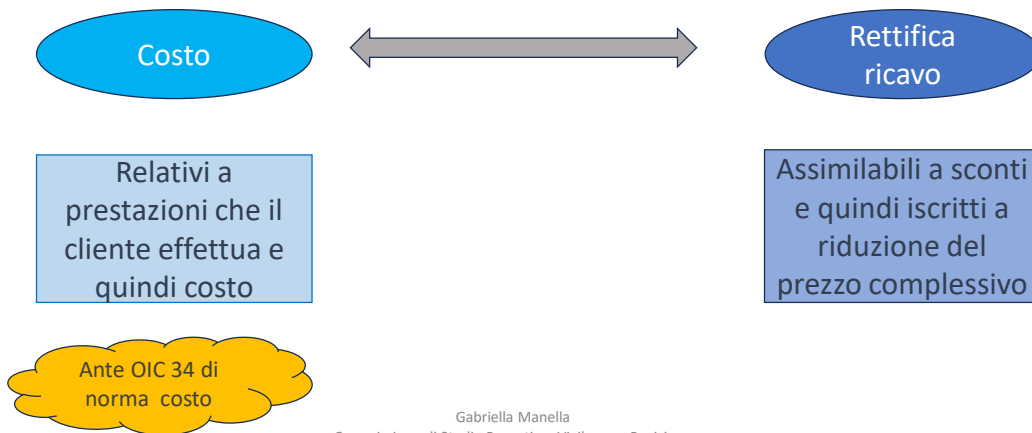 Costo
Rettifica
ricavo
Relativi a
prestazioni che il
cliente effettua e
quindi costo
Assimilabili a sconti
e quindi iscritti a
riduzione del
prezzo complessivo
Ante OIC 34 di
norma costo
Gabriella Manella